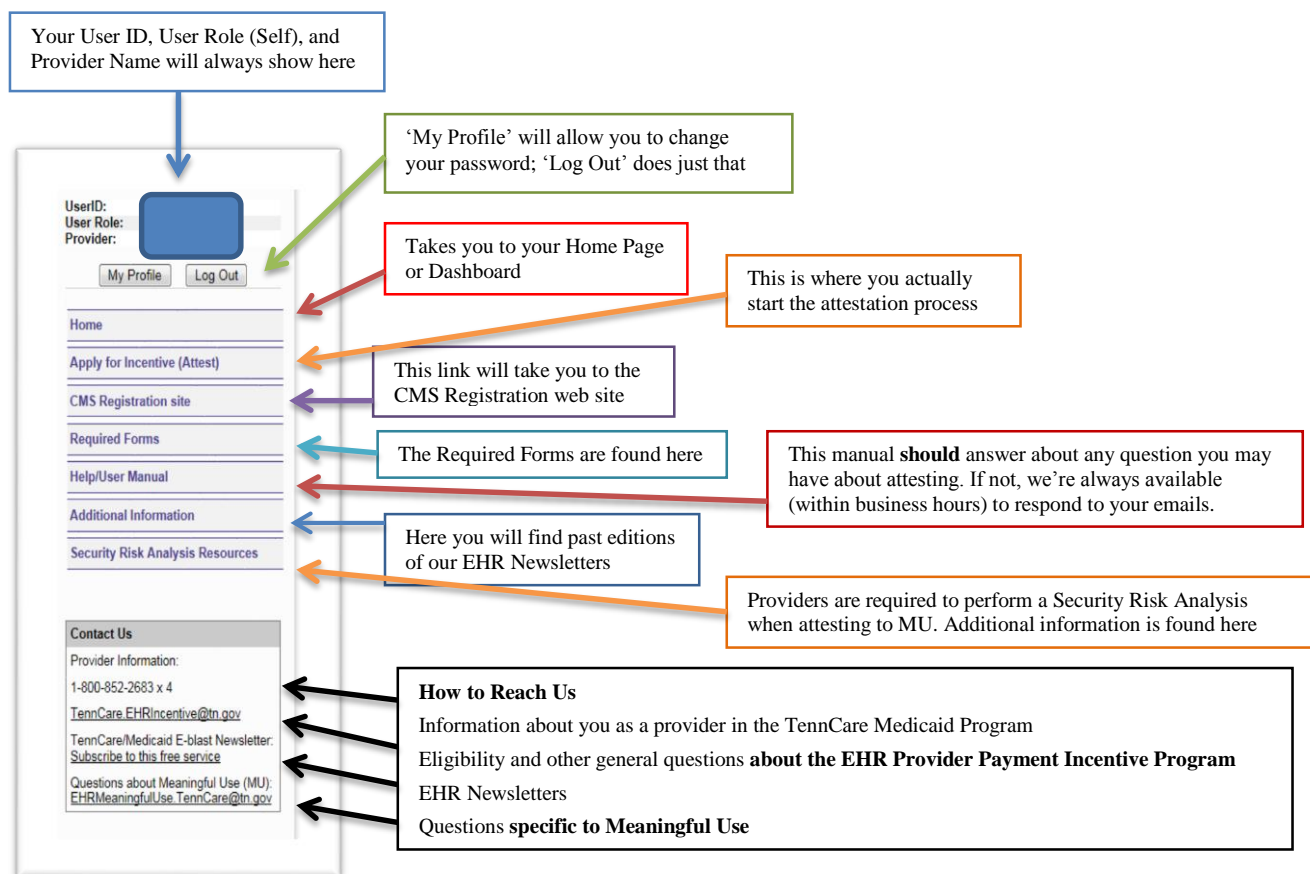 Your User ID, User Role (Self), and
Provider Name will always show here
‘My Profile’ will allow you to change
your password; ‘Log Out’ does just that
UserID:
User Role:
Provider:
My Profile
Log Out
Takes you to your Home Page
or Dashboard
This is where you actually
start the attestation process
Home
Apply for Incentive (Attest)
This link will take you to the
CMS Registration web site
CMS Registration site
Required Forms
The Required Forms are found here
This manual should answer about any question you may
have about attesting. If not, we’re always available
(within business hours) to respond to your emails.
Help/User Manual
Additional Information
Here you will find past editions
of our EHR Newsletters
Security Risk Analysis Resources
Providers are required to perform a Security Risk Analysis
when attesting to MU. Additional information is found here
Contact Us
Provider Information:
1-800-852-2683 x 4
TennCare.EHRIncentive@tn.gov
TennCare/Medicaid E-blast Newsletter:
Subscribe to this free service
Questions about Meaningful Use (MU):
EHRMeaningfulUse.TennCare@tn.gov
How to Reach Us
Information about you as a provider in the TennCare Medicaid Program
Eligibility and other general questions about the EHR Provider Payment Incentive Program
EHR Newsletters
Questions specific to Meaningful Use